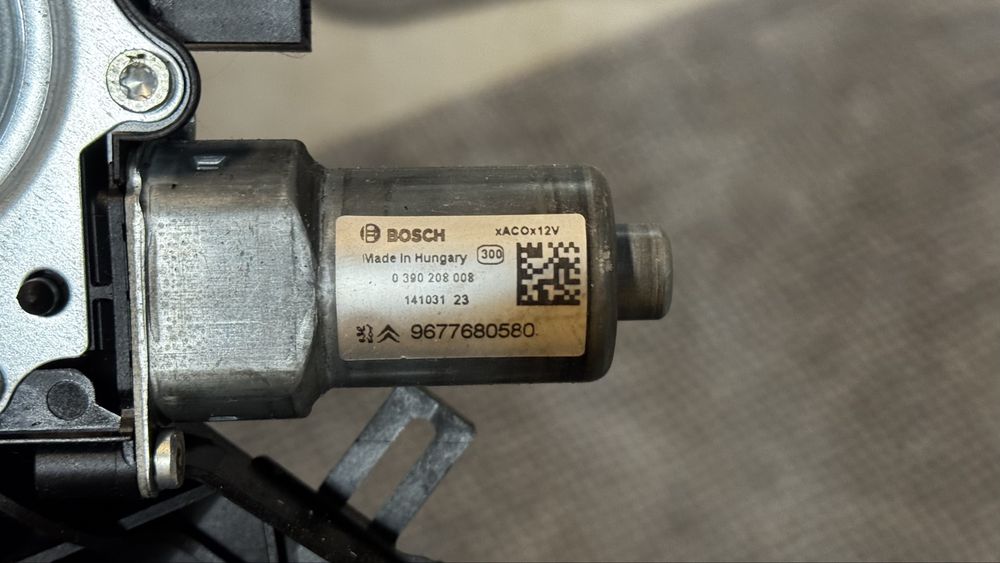 BOSCH
xACOx12V
Made in Hungary 300
0 390 208 008
141031 23
9677680580